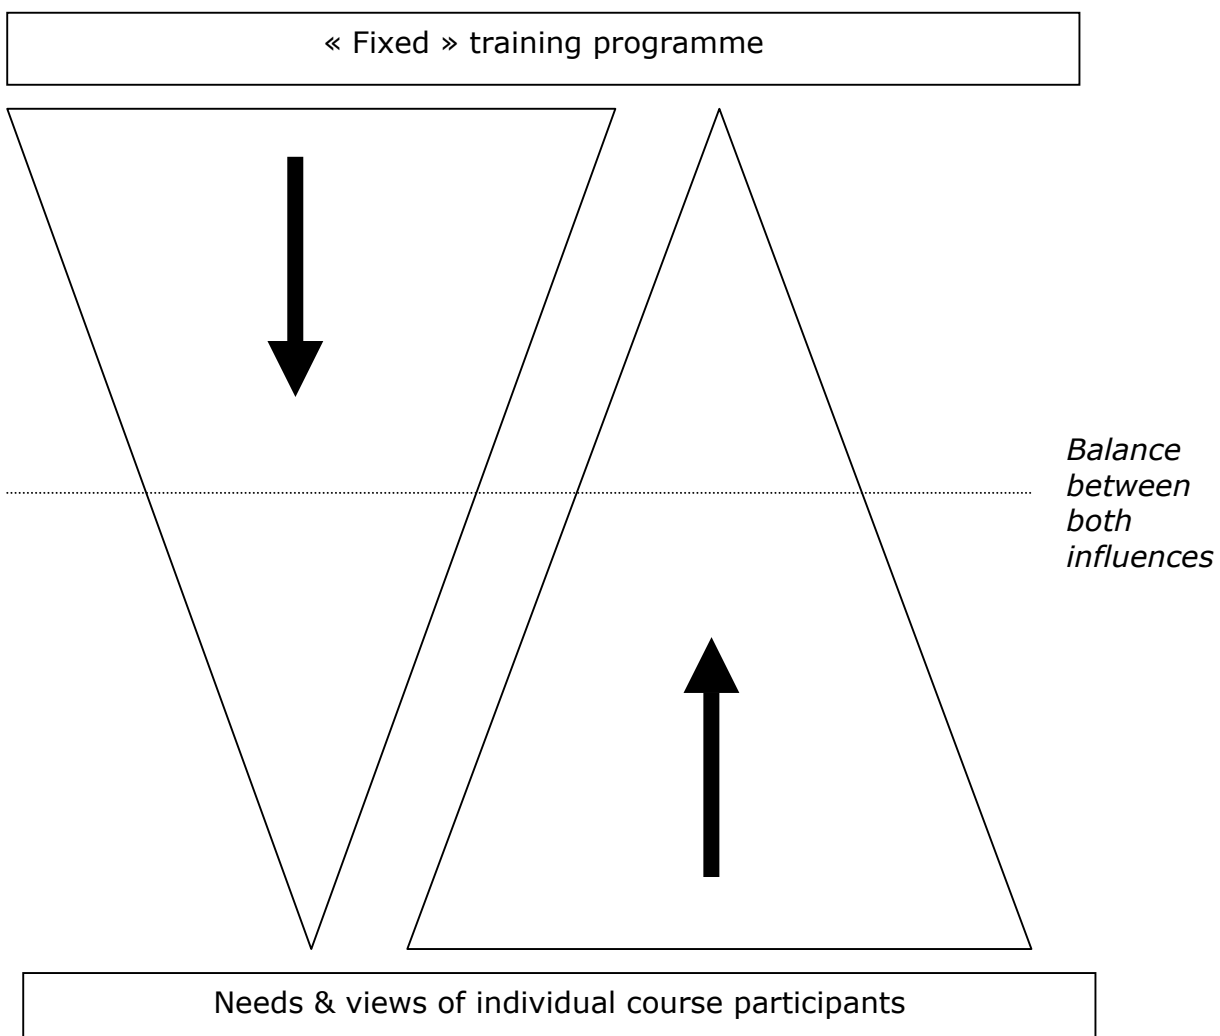 « Fixed » training programme
Balance
between
both
influences
Needs & views of individual course participants